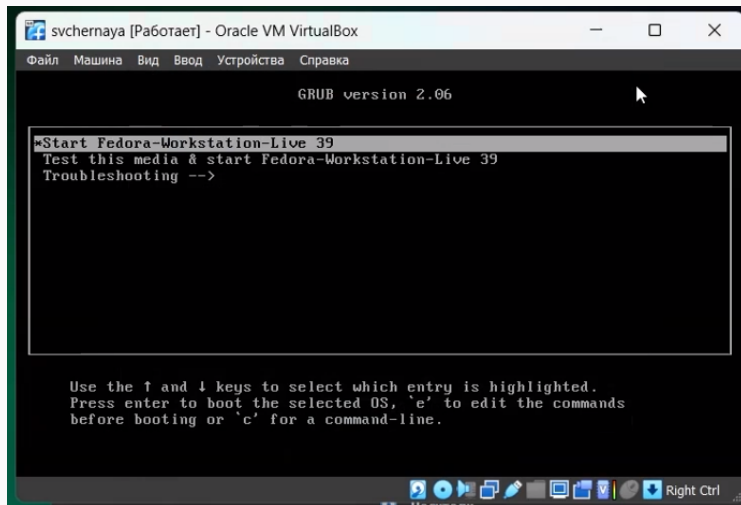 svchernaya [Работает] - Oracle VM VirtualBox
Файл Машина Вид Ввод Устройства Справка
GRUB version 2.06
*Start Fedora-Workstation-Live 39
Test this media & start Fedora-Workstation-Live 39
Troubleshooting -->
Use the ↑ and ↓ keys to select which entry is highlighted.
Press enter to boot the selected OS, `e' to edit the commands
before booting or `c' for a command-line.
Right Ctrl